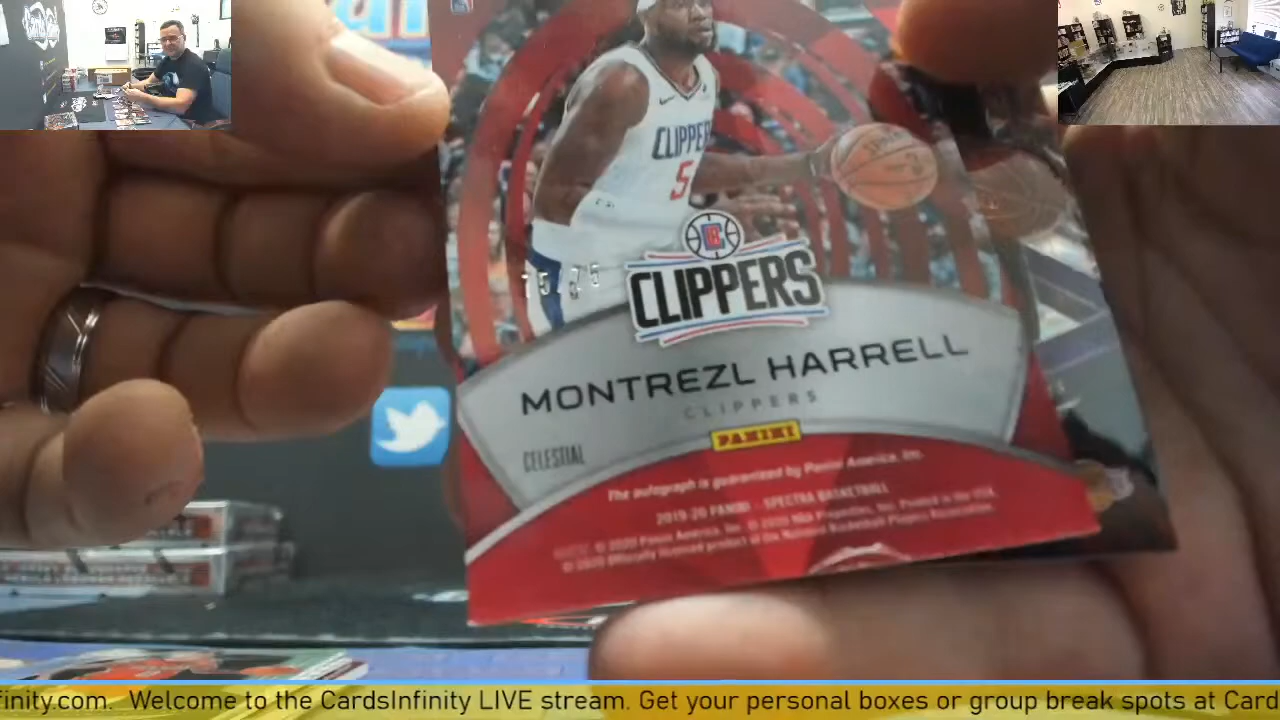 CLIPPERS
5
CLIPPERS
MONTREZL HARRELL
CLIPPERS
PANINI
CELESTIAL
The autograph is guaranteed by Panini America, Inc.
2019-20 PANINI - SPECTRA BASKETBALL
© 2020 Panini America, Inc. © 2020 NBA Properties, Inc. Printed in the USA.
Officially licensed product of the National Basketball Players Association.
finity.com. Welcome to the CardsInfinity LIVE stream. Get your personal boxes or group break spots at Card